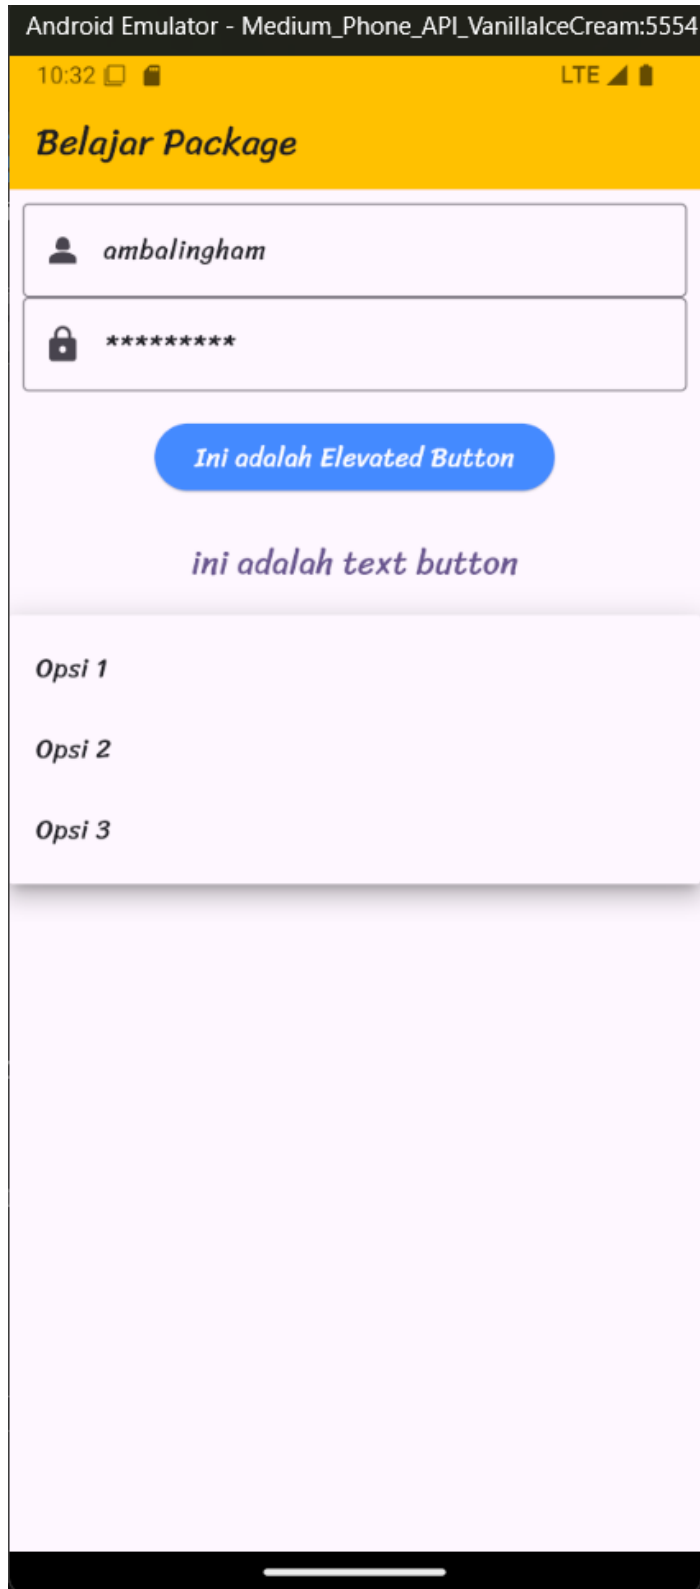 Android Emulator - Medium_Phone_API_VanillaIceCream:5554
10:32 LTE
Belajar Package
ambalingham
*********
Ini adalah Elevated Button
ini adalah text button
Opsi 1
Opsi 2
Opsi 3